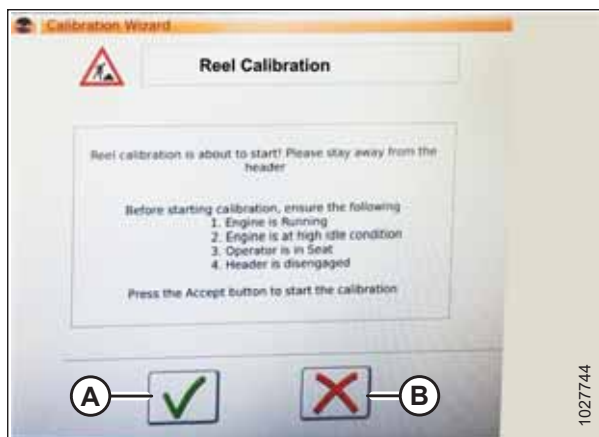 Calibration Wizard
Reel Calibration
Reel calibration is about to start! Please stay away from the
header
Before starting calibration, ensure the following
1. Engine is Running
2. Engine is at high idle condition
3. Operator is in Seat
4. Header is disengaged
Press the Accept button to start the calibration
A
B
1027744